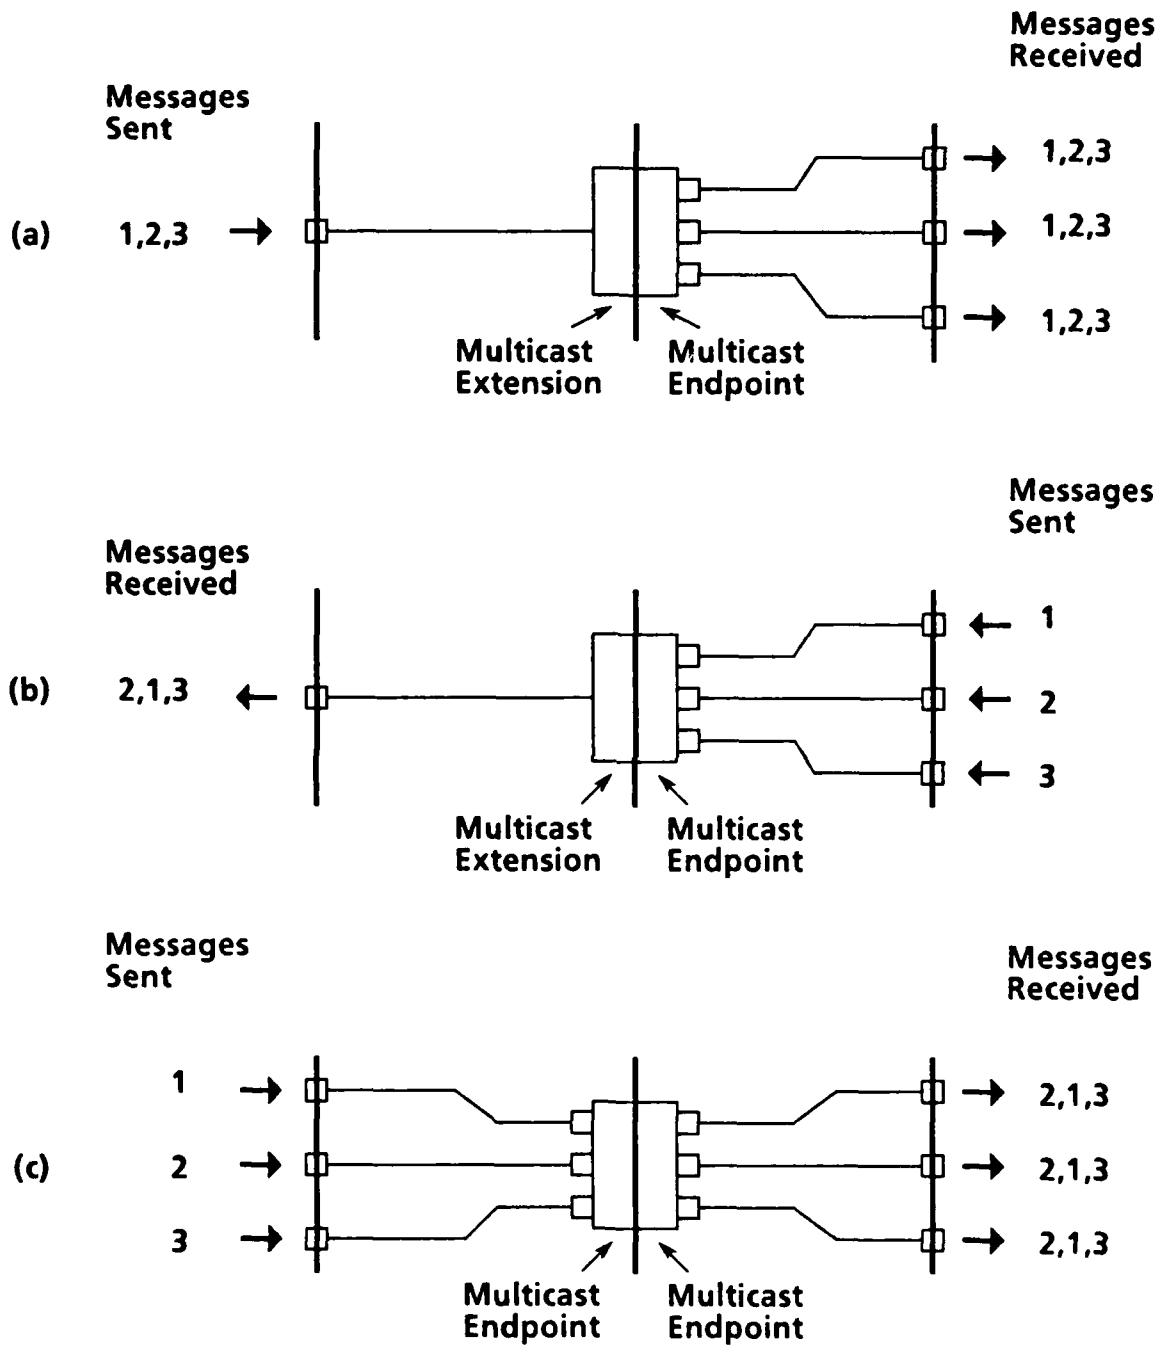 Messages
Received
Messages
Sent
(a)
1,2,3
1,2,3
1,2,3
1,2,3
Multicast
Extension
Multicast
Endpoint
Messages
Sent
Messages
Received
(b)
2,1,3
1
2
3
Multicast
Extension
Multicast
Endpoint
Messages
Sent
Messages
Received
(c)
1
2
3
2,1,3
2,1,3
2,1,3
Multicast
Endpoint
Multicast
Endpoint